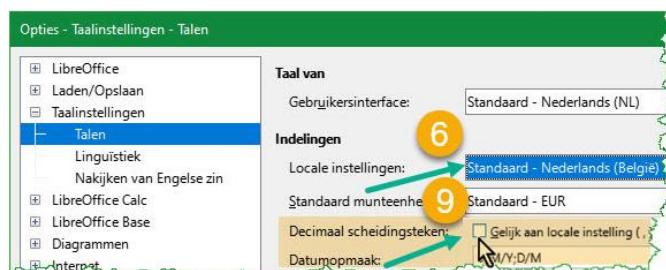 Opties - Taalinstellingen - Talen
LibreOffice
Laden/Opslaan
Taalinstellingen
Talen
Linguïstiek
Nakijken van Engelse zin
LibreOffice Calc
LibreOffice Base
Diagrammen
Internet
Taal van
Gebruikersinterface: Standaard - Nederlands (NL)
Indelingen
6
Locale instellingen: Standaard - Nederlands (België)
9
Standaard munteenhe Standaard - EUR
Decimaal scheidingsteken: Gelijk aan locale instelling ( ,
Datumopmaak: M/Y;D/M